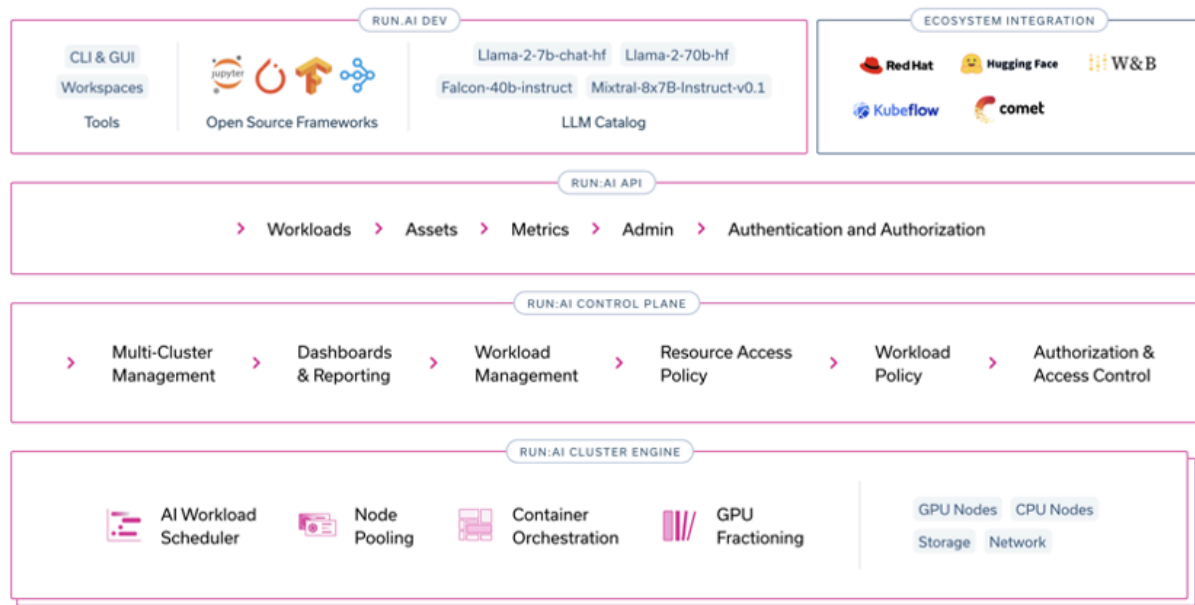 RUN.AI DEV
CLI & GUI
Workspaces
Tools
jupyter
Open Source Frameworks
Llama-2-7b-chat-hf
Llama-2-70b-hf
Falcon-40b-instruct
Mixtral-8x7B-Instruct-v0.1
LLM Catalog
ECOSYSTEM INTEGRATION
Red Hat
Hugging Face
W&B
Kubeflow
comet
RUN:AI API
Workloads
Assets
Metrics
Admin
Authentication and Authorization
RUN:AI CONTROL PLANE
Multi-Cluster
Management
Dashboards
& Reporting
Workload
Management
Resource Access
Policy
Workload
Policy
Authorization &
Access Control
RUN:AI CLUSTER ENGINE
AI Workload
Scheduler
Node
Pooling
Container
Orchestration
GPU
Fractioning
GPU Nodes
CPU Nodes
Storage
Network